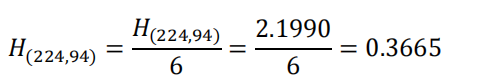 H(224,94) = H(224,94)/6 = 2.1990/6 = 0.3665